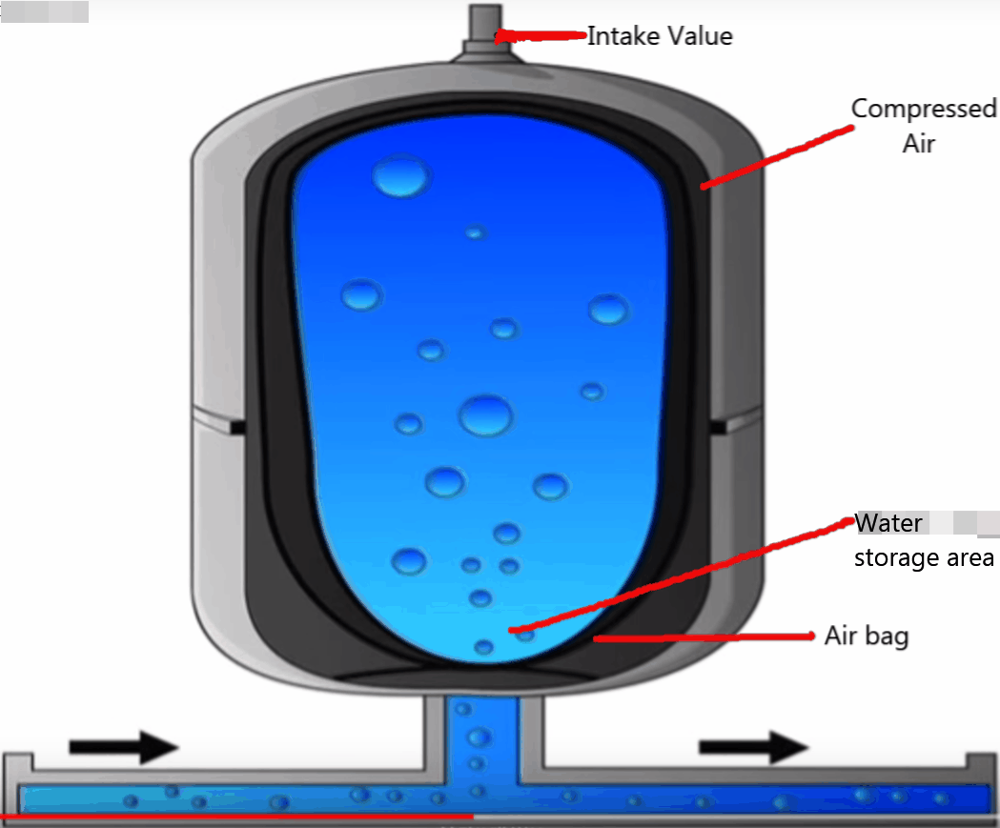 Intake Value
Compressed
Air
Water
storage area
Air bag